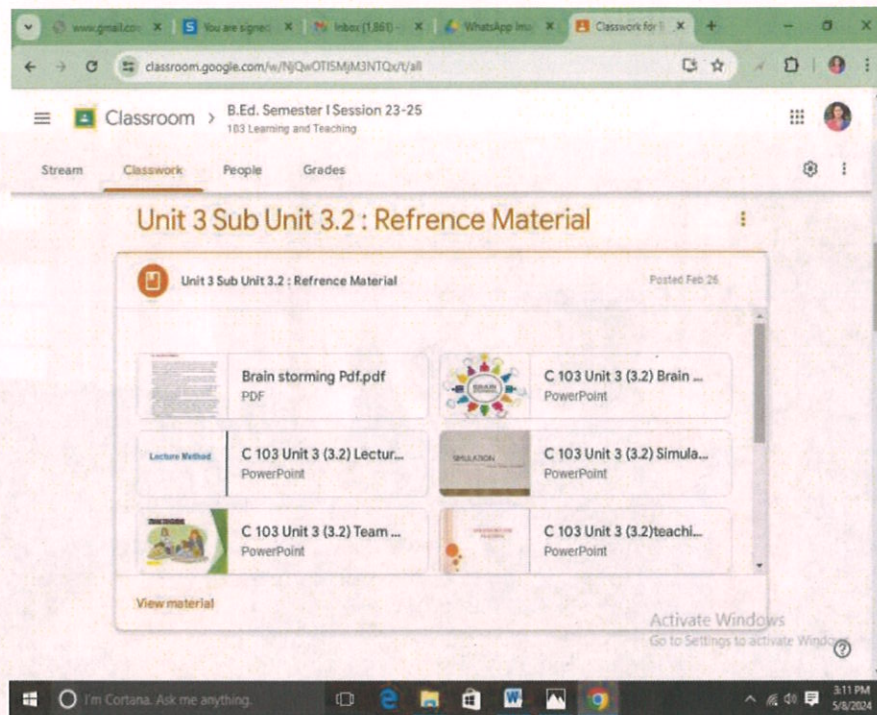 www.gmail.co
You are signe
Inbox (1,861) -
WhatsApp Ima
Classwork for
classroom.google.com/w/NjQwOTI5MjM3NTQx/t/all
Classroom > B.Ed. Semester I Session 23-25
103 Learning and Teaching
Stream Classwork People Grades
Unit 3 Sub Unit 3.2 : Refrence Material
Unit 3 Sub Unit 3.2 : Refrence Material Posted Feb 26
Brain storming Pdf.pdf
PDF
BRAIN
C 103 Unit 3 (3.2) Brain ...
PowerPoint
Lecture Method
C 103 Unit 3 (3.2) Lectur...
PowerPoint
SIMULATION
C 103 Unit 3 (3.2) Simula...
PowerPoint
C 103 Unit 3 (3.2) Team ...
PowerPoint
C 103 Unit 3 (3.2)teachi...
PowerPoint
View material
Activate Windows
Go to Settings to activate Windows
I'm Cortana. Ask me anything.
3:11 PM
5/8/2024